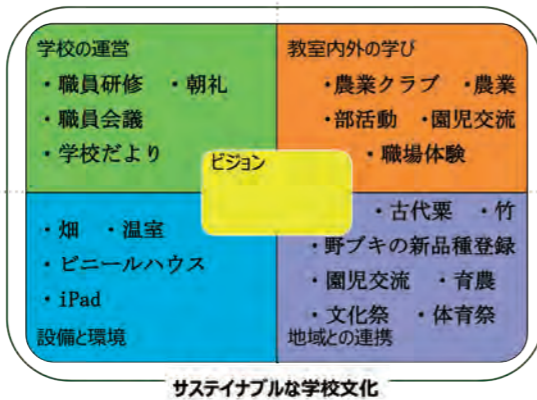 学校の運営
・職員研修 ・朝礼
・職員会議
・学校だより
教室内外の学び
・農業クラブ ・農業
・部活動 ・園児交流
・職場体験
ビジョン
・畑 ・温室
・ビニールハウス
・iPad
設備と環境
・古代栗 ・竹
・野ブキの新品種登録
・園児交流 ・育農
・文化祭 ・体育祭
地域との連携
サステイナブルな学校文化